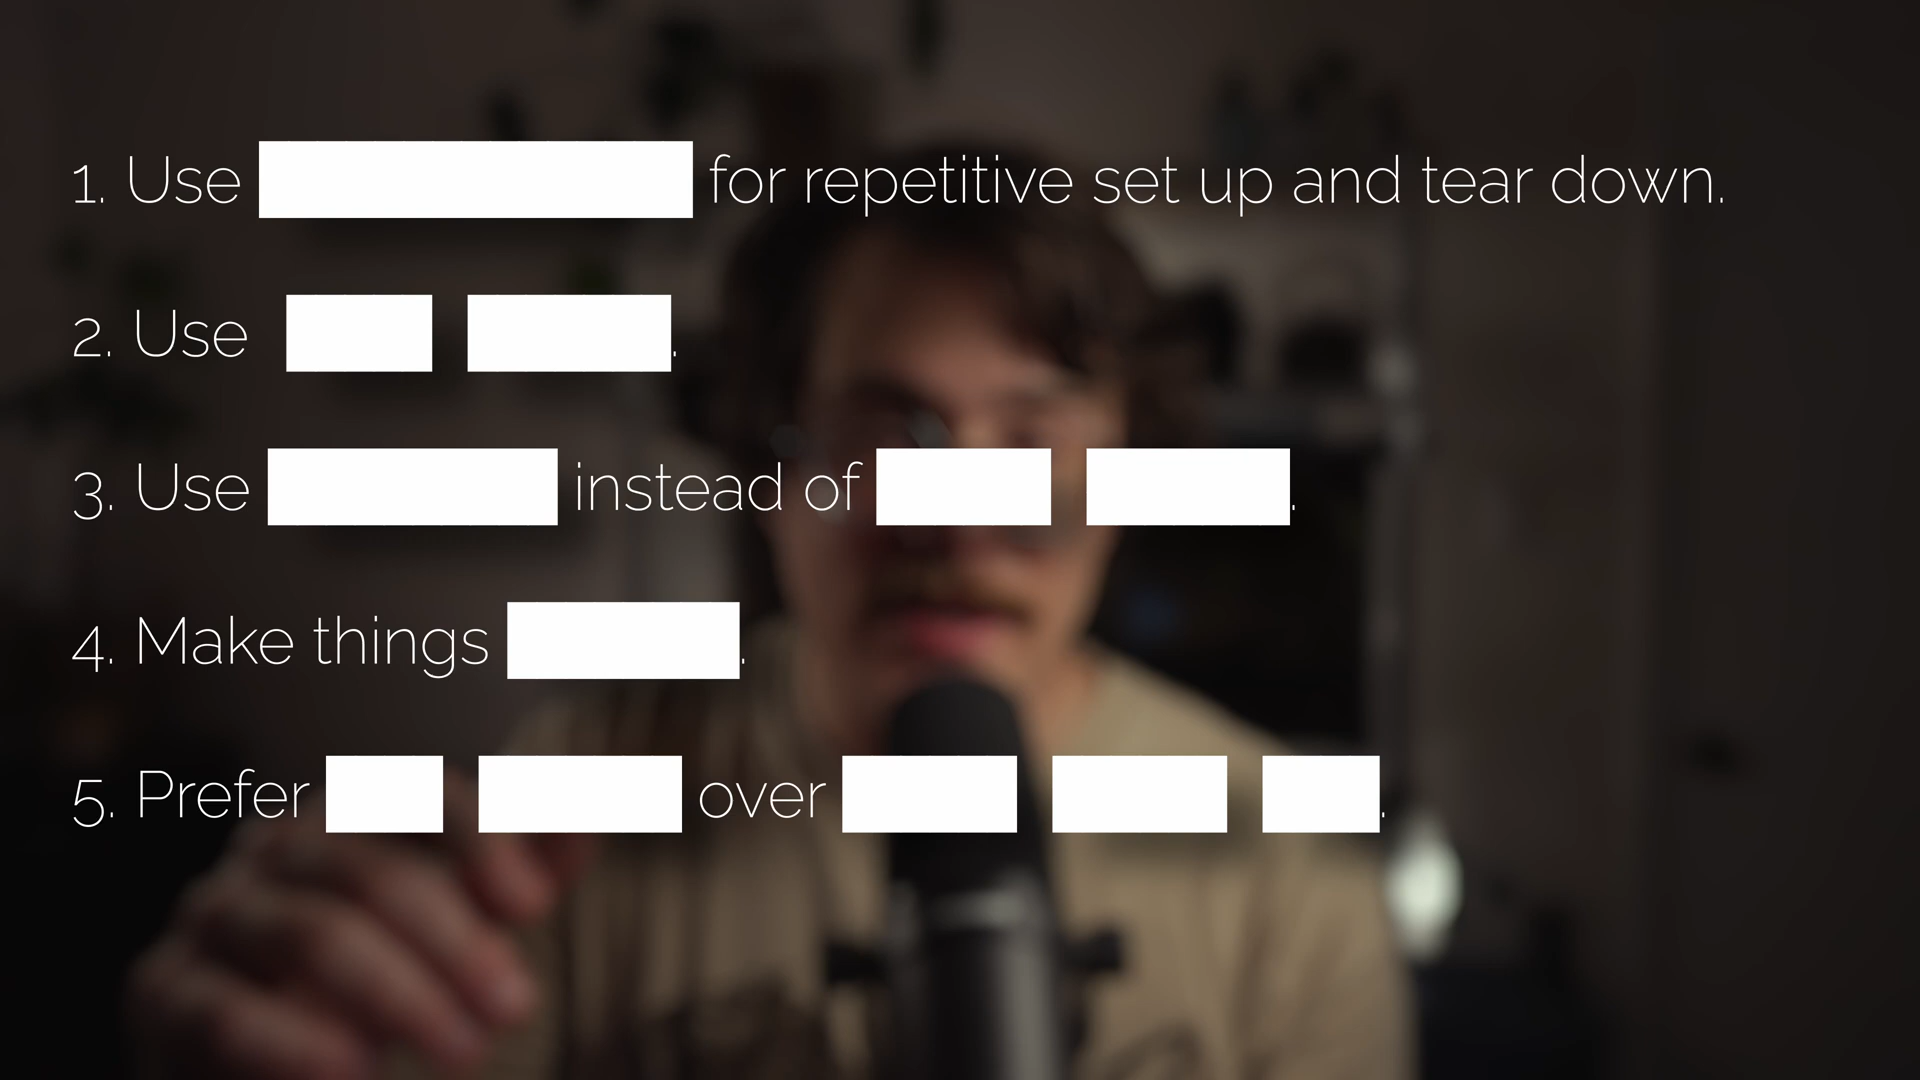 1. Use for repetitive set up and tear down.
2. Use .
3. Use instead of .
4. Make things .
5. Prefer over .